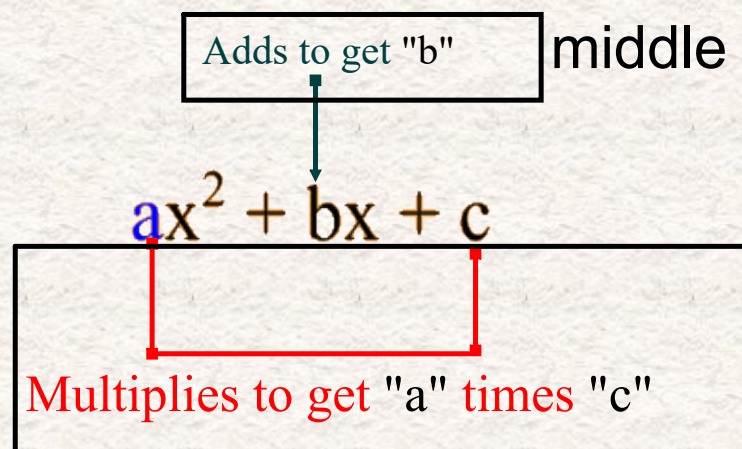 Adds to get "b"
middle
ax² + bx + c
Multiplies to get "a" times "c"